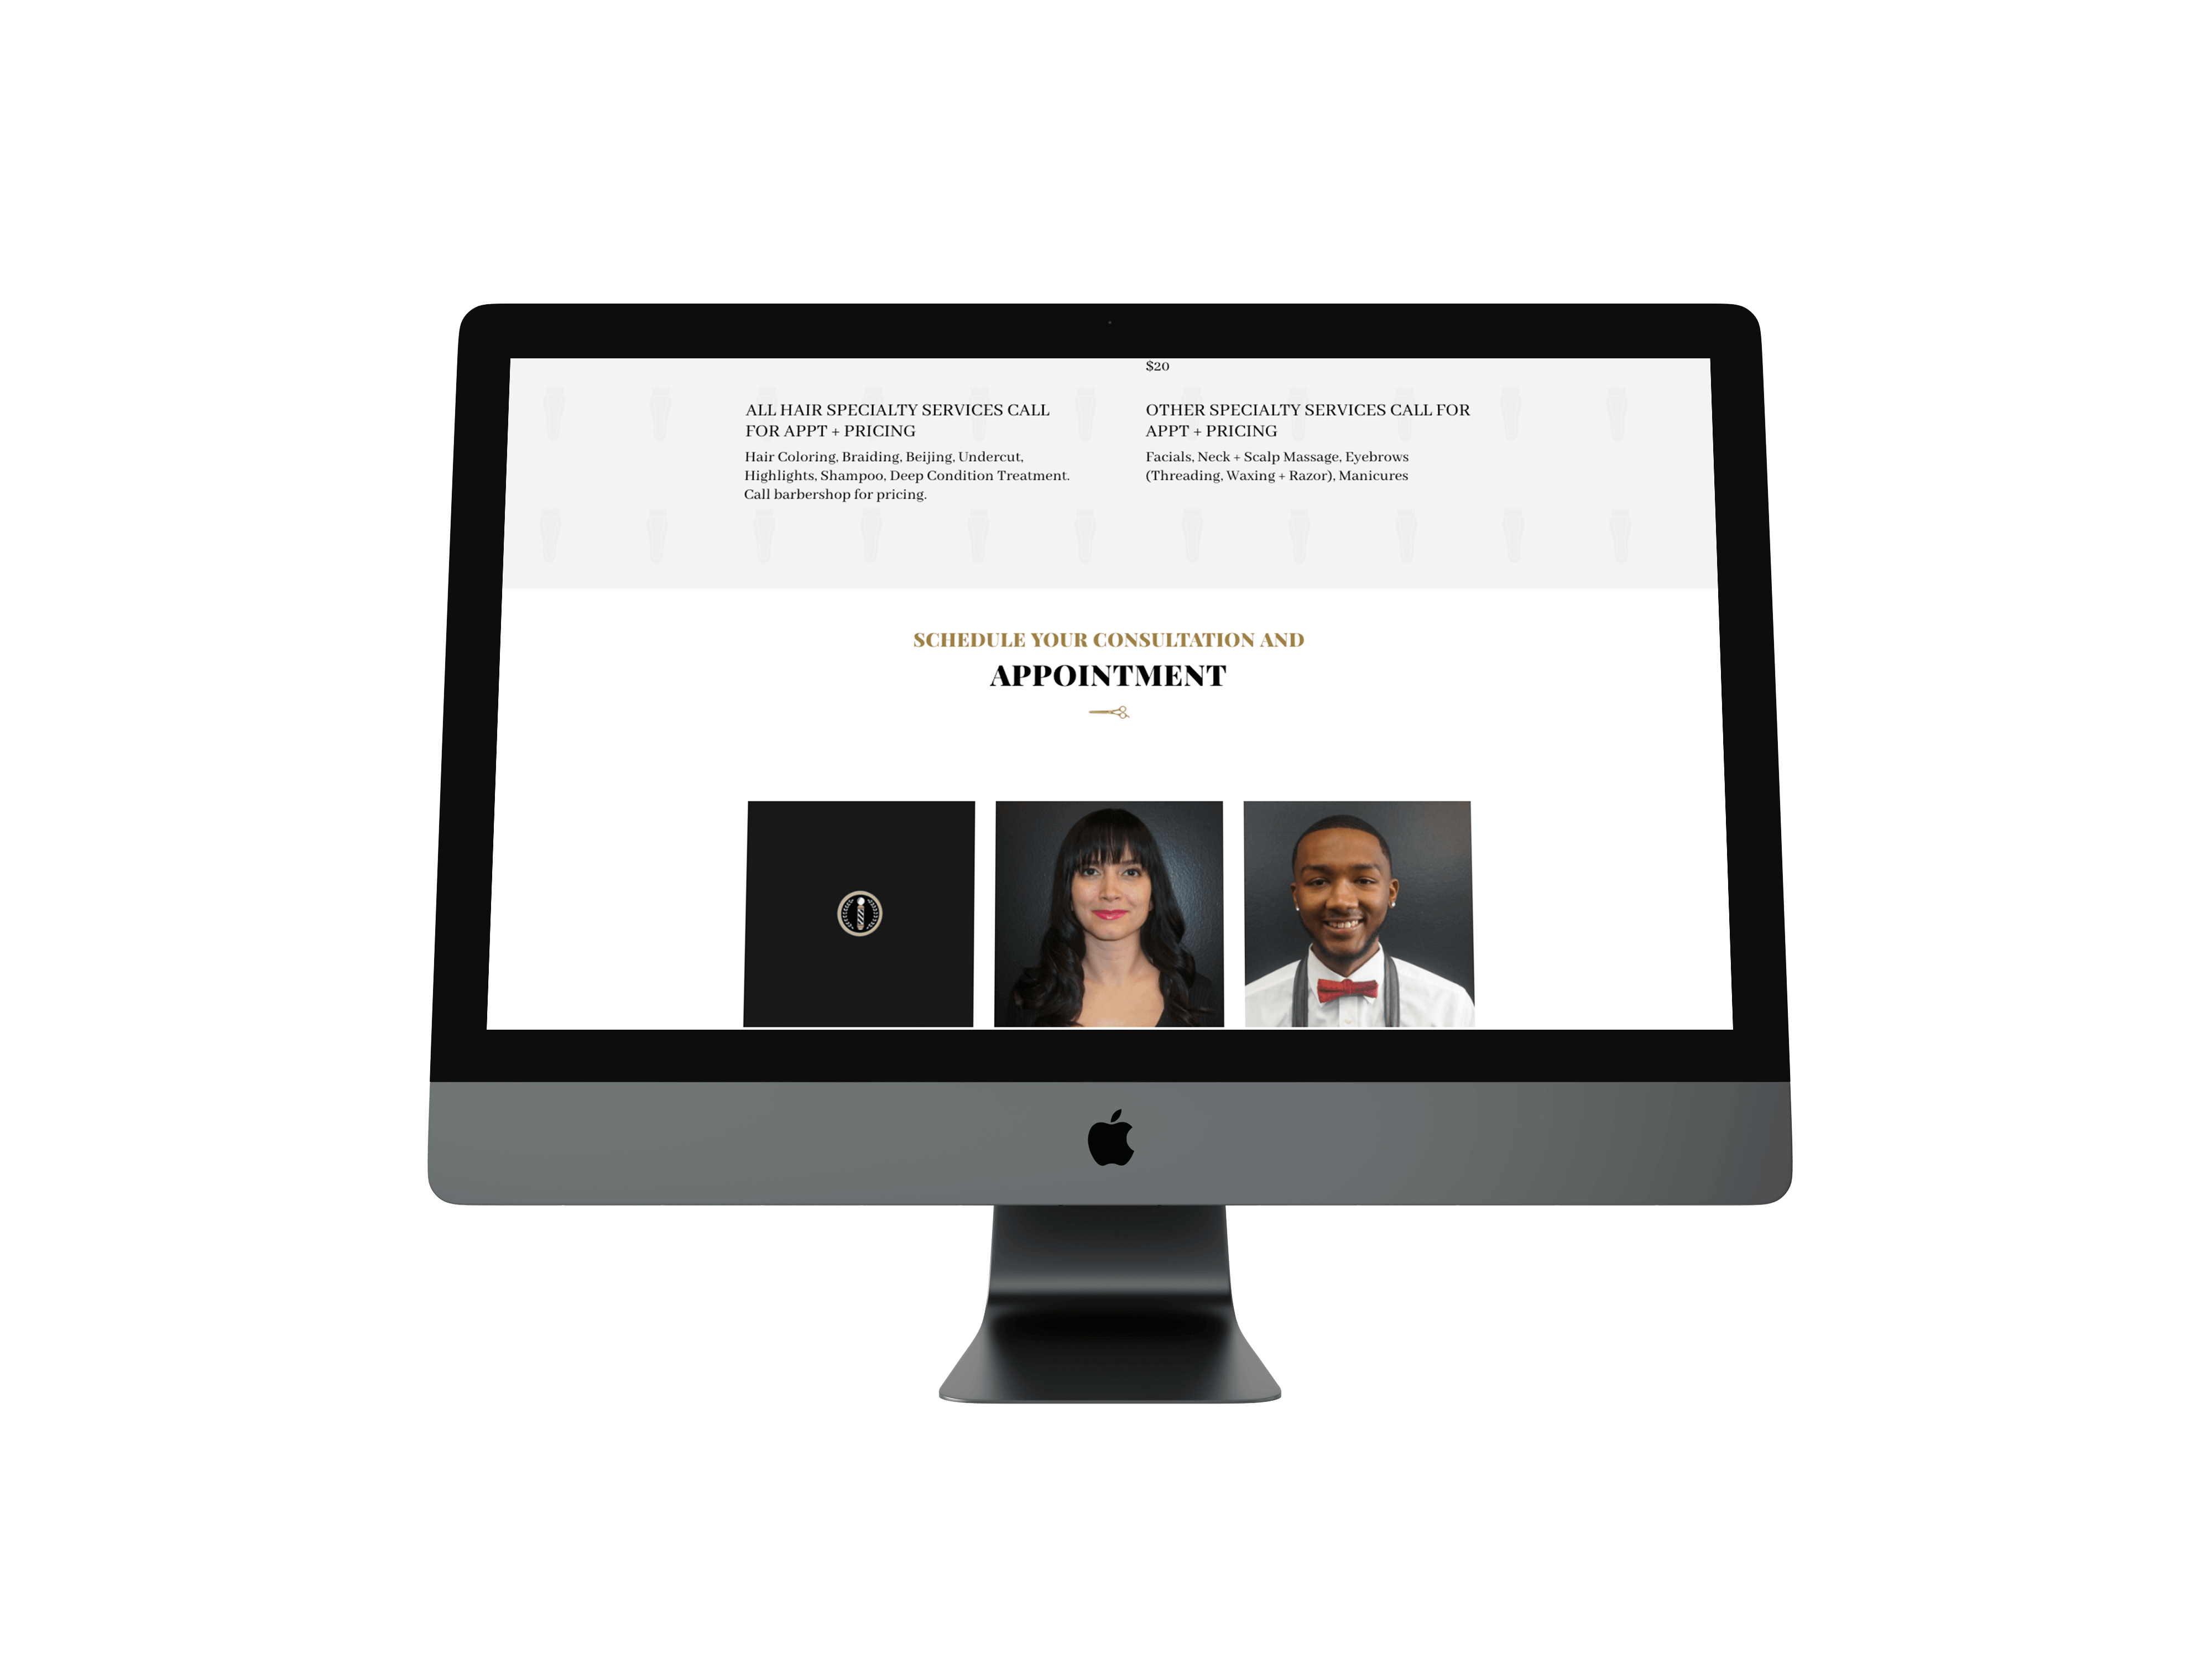 $20
ALL HAIR SPECIALTY SERVICES CALL
FOR APPT + PRICING
Hair Coloring, Braiding, Beijing, Undercut,
Highlights, Shampoo, Deep Condition Treatment.
Call barbershop for pricing.
OTHER SPECIALTY SERVICES CALL FOR
APPT + PRICING
Facials, Neck + Scalp Massage, Eyebrows
(Threading, Waxing + Razor), Manicures
SCHEDULE YOUR CONSULTATION AND
APPOINTMENT